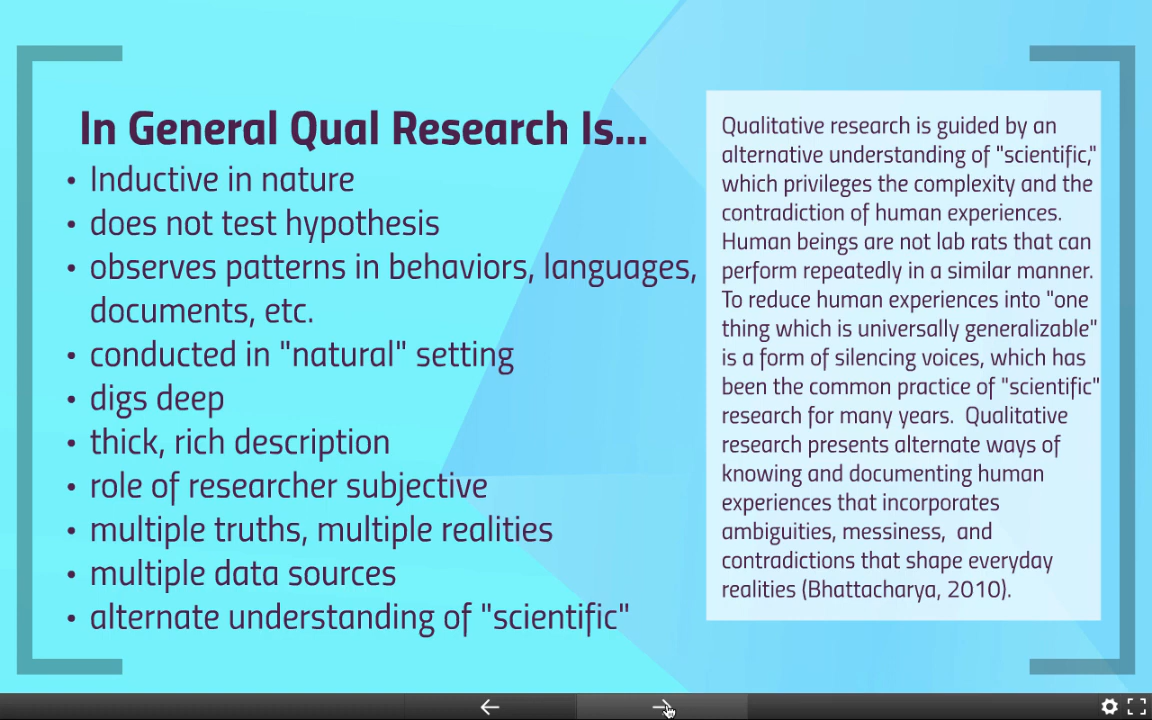 In General Qual Research Is...
• Inductive in nature
• does not test hypothesis
• observes patterns in behaviors, languages,
documents, etc.
• conducted in "natural" setting
• digs deep
• thick, rich description
• role of researcher subjective
• multiple truths, multiple realities
• multiple data sources
• alternate understanding of "scientific"
Qualitative research is guided by an
alternative understanding of "scientific,"
which privileges the complexity and the
contradiction of human experiences.
Human beings are not lab rats that can
perform repeatedly in a similar manner.
To reduce human experiences into "one
thing which is universally generalizable"
is a form of silencing voices, which has
been the common practice of "scientific"
research for many years.  Qualitative
research presents alternate ways of
knowing and documenting human
experiences that incorporates
ambiguities, messiness,  and
contradictions that shape everyday
realities (Bhattacharya, 2010).